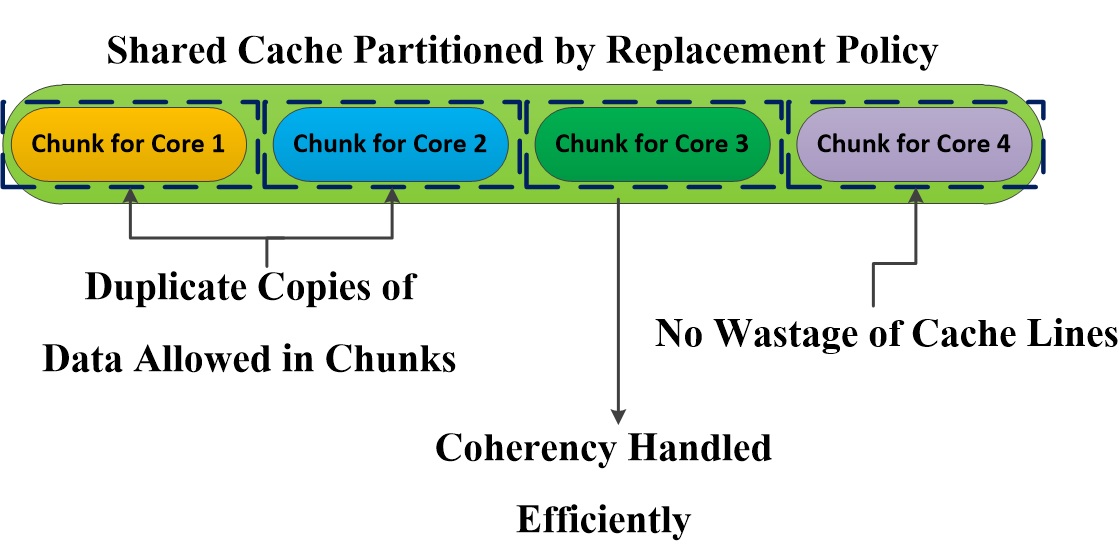 Shared Cache Partitioned by Replacement Policy
Chunk for Core 1
Chunk for Core 2
Chunk for Core 3
Chunk for Core 4
Duplicate Copies of
Data Allowed in Chunks
No Wastage of Cache Lines
Coherency Handled
Efficiently